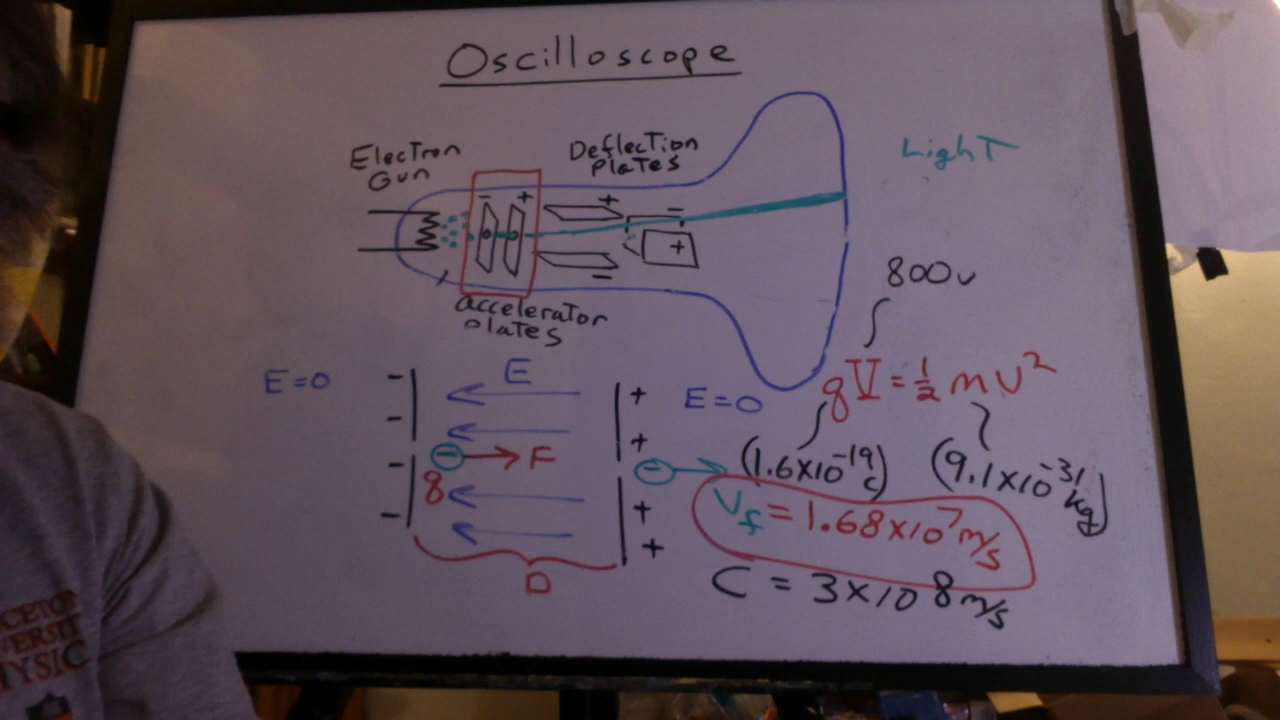 Oscilloscope
Electron
Gun
Deflection
Plates
Light
- + + -
+
-
accelerator
plates
800v
E=0
E
E=0
qV = ½ mv²
- - - -
+ + + +
- F
q
-
(1.6x10⁻¹⁹ c)
(9.1x10⁻³¹ kg)
Vf = 1.68x10⁷ m/s
D
C = 3x10 8 m/s